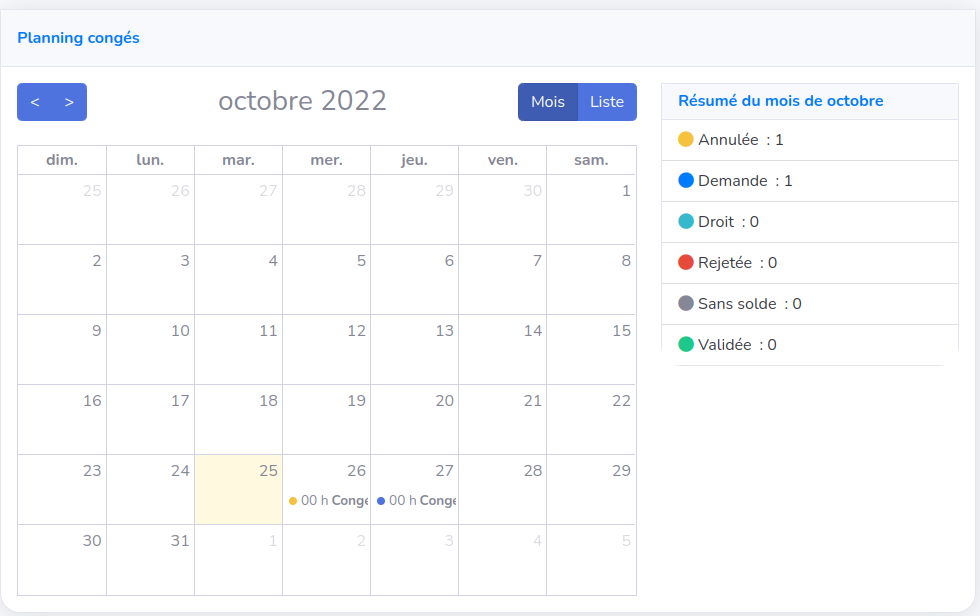 Planning congés
< > octobre 2022 Mois Liste
dim. lun. mar. mer. jeu. ven. sam.
25 26 27 28 29 30 1
2 3 4 5 6 7 8
9 10 11 12 13 14 15
16 17 18 19 20 21 22
23 24 25 26 27 28 29
00 h Conge 00 h Conge
30 31 1 2 3 4 5
Résumé du mois de octobre
Annulée : 1
Demande : 1
Droit : 0
Rejetée : 0
Sans solde : 0
Validée : 0